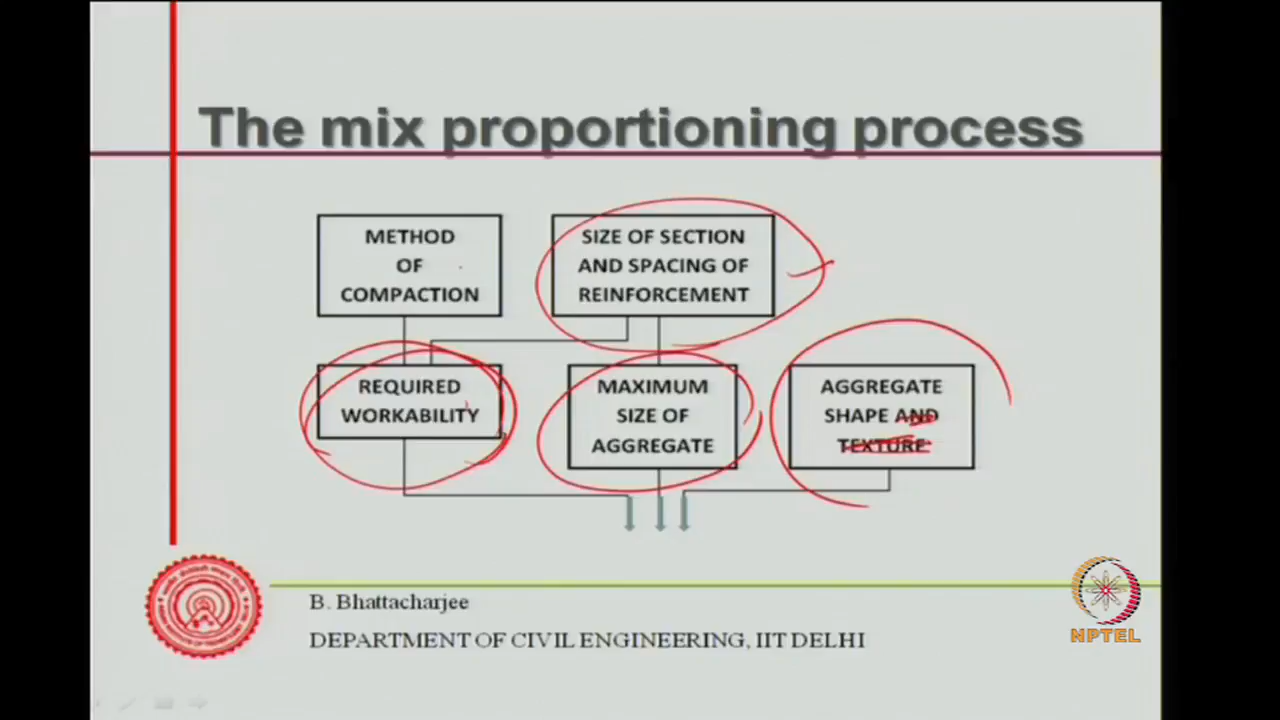 The mix proportioning process
METHOD
OF
COMPACTION
SIZE OF SECTION
AND SPACING OF
REINFORCEMENT
REQUIRED
WORKABILITY
MAXIMUM
SIZE OF
AGGREGATE
AGGREGATE
SHAPE AND
TEXTURE
B. Bhattacharjee
DEPARTMENT OF CIVIL ENGINEERING, IIT DELHI
NPTEL